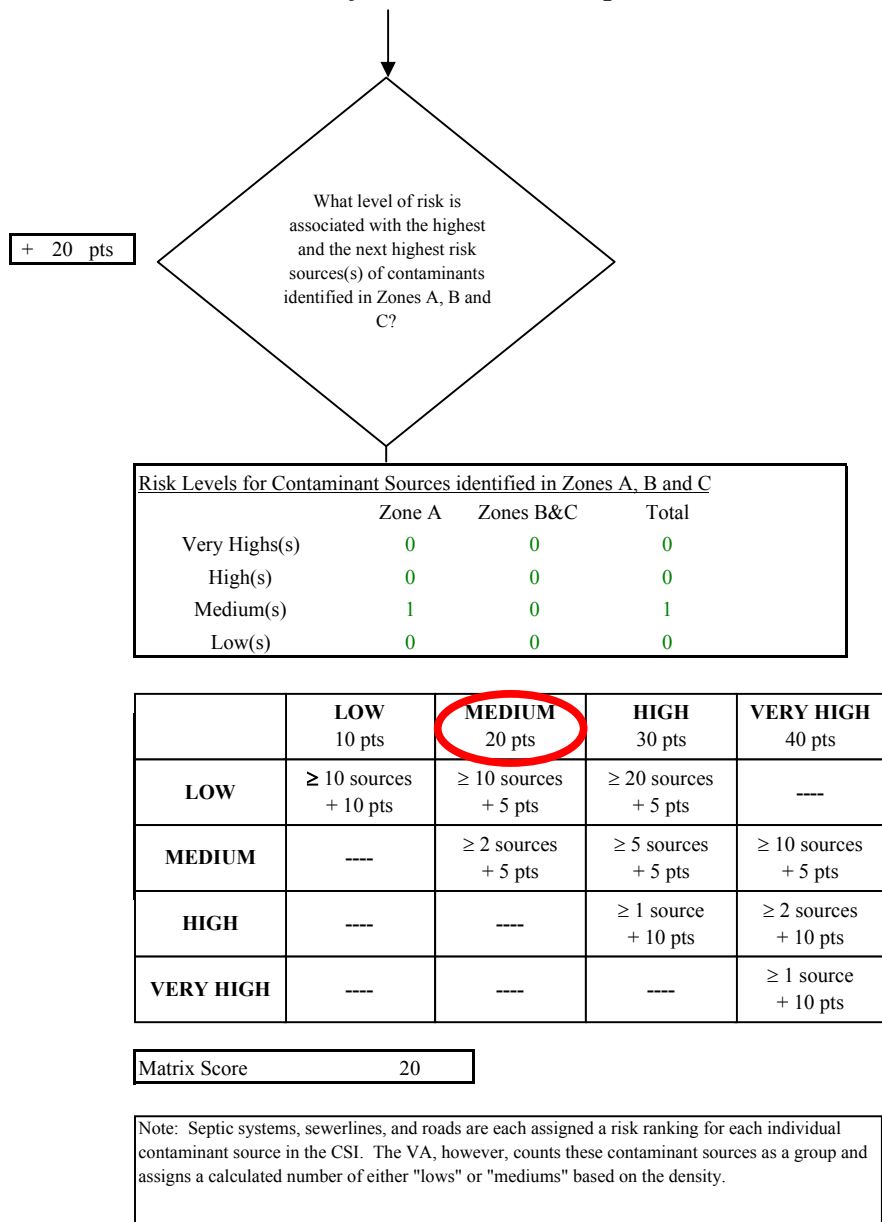 What level of risk is
associated with the highest
and the next highest risk
sources(s) of contaminants
identified in Zones A, B and
C?
+ 20 pts
Risk Levels for Contaminant Sources identified in Zones A, B and C
Zone A Zones B&C Total
Very Highs(s) 0 0 0
High(s) 0 0 0
Medium(s) 1 0 1
Low(s) 0 0 0
LOW MEDIUM HIGH VERY HIGH
10 pts 20 pts 30 pts 40 pts
LOW ≥ 10 sources ≥ 10 sources ≥ 20 sources ----
+ 10 pts + 5 pts + 5 pts
MEDIUM ---- ≥ 2 sources ≥ 5 sources ≥ 10 sources
+ 5 pts + 5 pts + 5 pts
HIGH ---- ---- ≥ 1 source ≥ 2 sources
+ 10 pts + 10 pts
VERY HIGH ---- ---- ---- ≥ 1 source
+ 10 pts
Matrix Score 20
Note: Septic systems, sewerlines, and roads are each assigned a risk ranking for each individual
contaminant source in the CSI. The VA, however, counts these contaminant sources as a group and
assigns a calculated number of either "lows" or "mediums" based on the density.